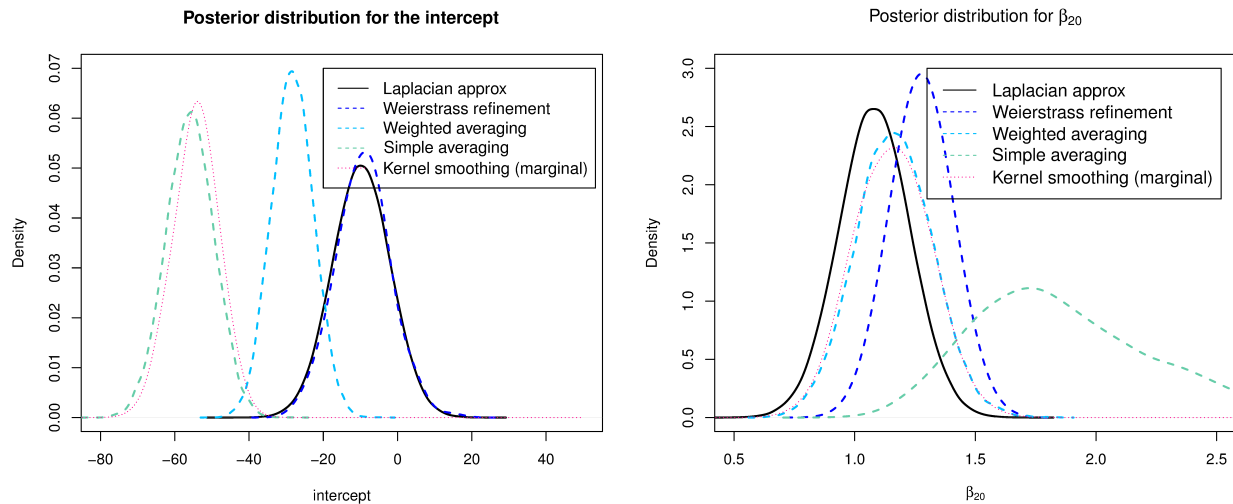 Posterior distribution for the intercept
Density
0.00
0.01
0.02
0.03
0.04
0.05
0.06
0.07
Laplacian approx
Weierstrass refinement
Weighted averaging
Simple averaging
Kernel smoothing (marginal)
−80 −60 −40 −20 0 20 40
intercept
Posterior distribution for β₂₀
Density
0.0
0.5
1.0
1.5
2.0
2.5
3.0
Laplacian approx
Weierstrass refinement
Weighted averaging
Simple averaging
Kernel smoothing (marginal)
0.5 1.0 1.5 2.0 2.5
β₂₀